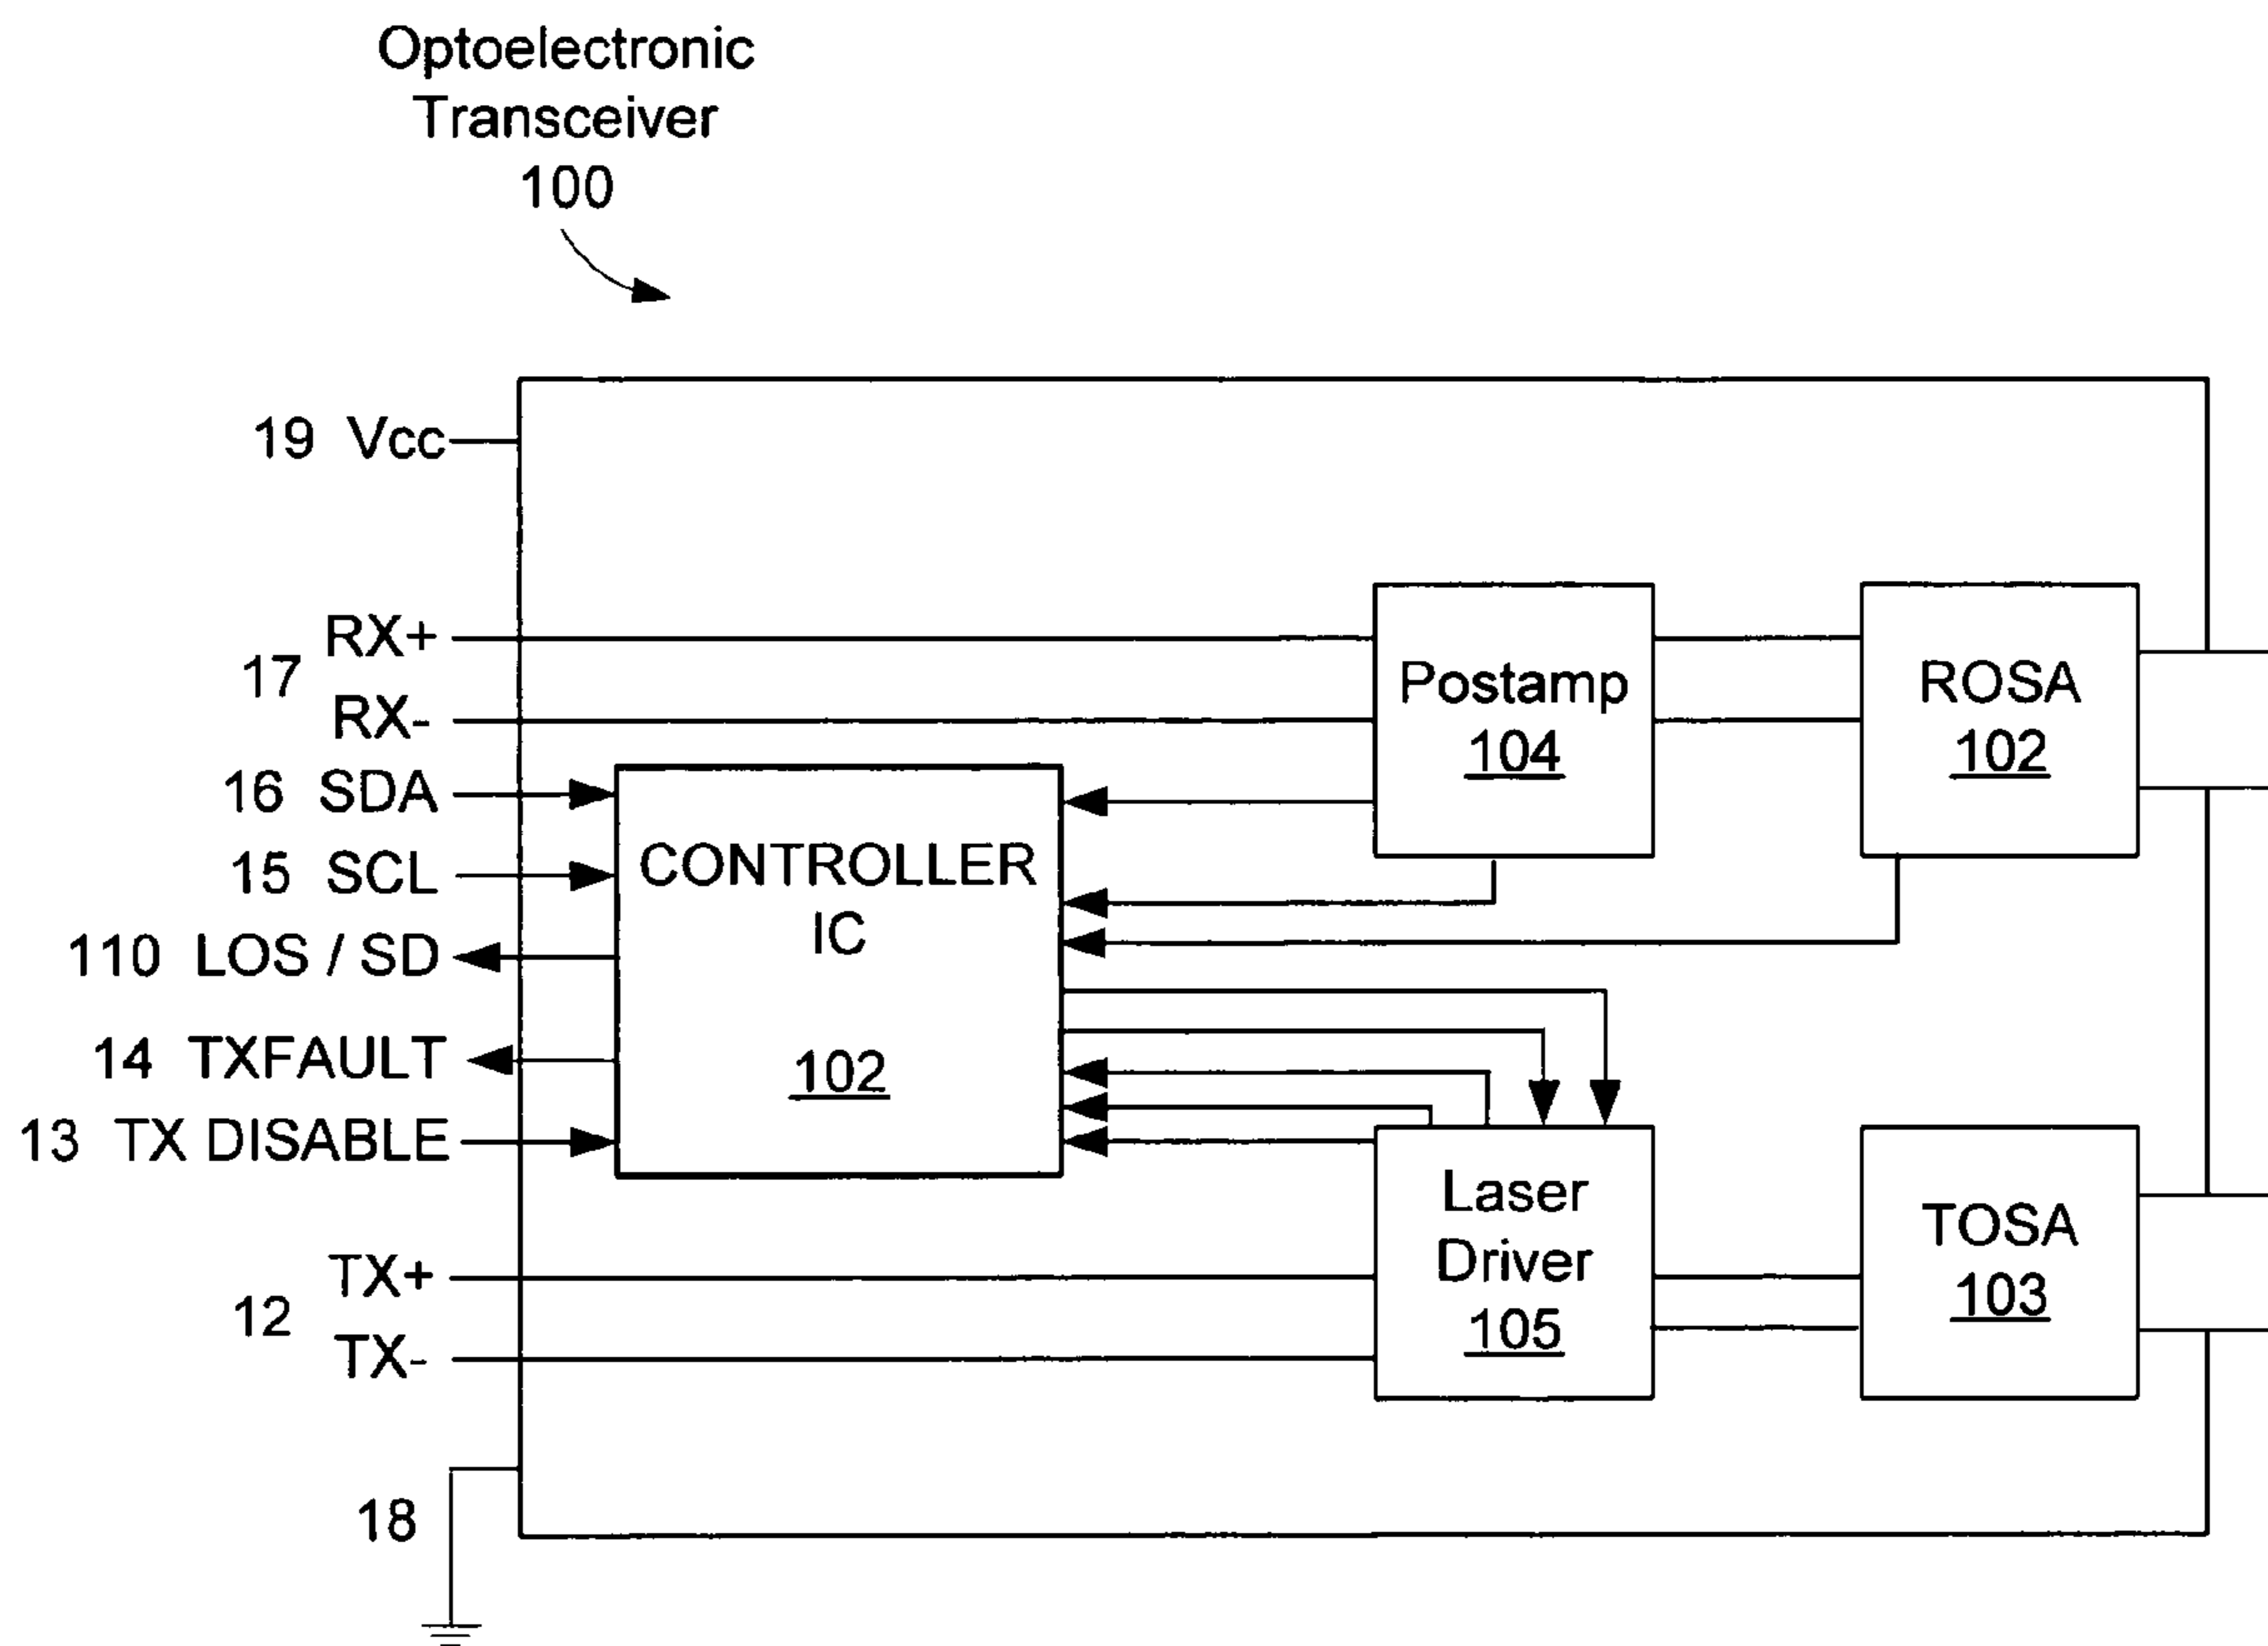 Optoelectronic
Transceiver
100
19 Vcc
RX+
17
RX-
16 SDA
15 SCL
110 LOS / SD
14 TXFAULT
13 TX DISABLE
TX+
12
TX-
18
CONTROLLER
IC
102
Postamp
104
ROSA
102
Laser
Driver
105
TOSA
103